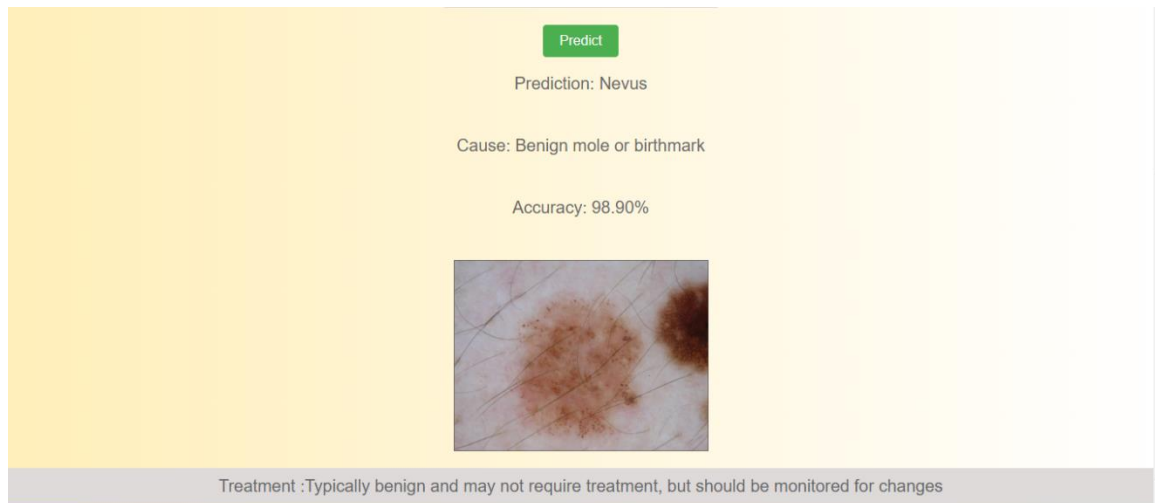 Predict
Prediction: Nevus
Cause: Benign mole or birthmark
Accuracy: 98.90%
Treatment :Typically benign and may not require treatment, but should be monitored for changes